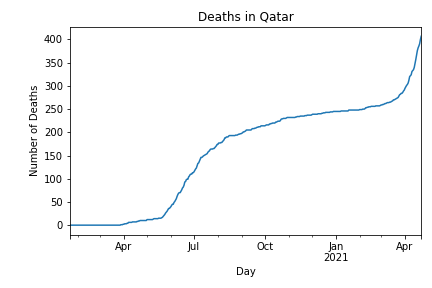 Deaths in Qatar
400
350
300
250
200
150
100
50
0
Number of Deaths
Apr
Jul
Oct
Jan
2021
Apr
Day